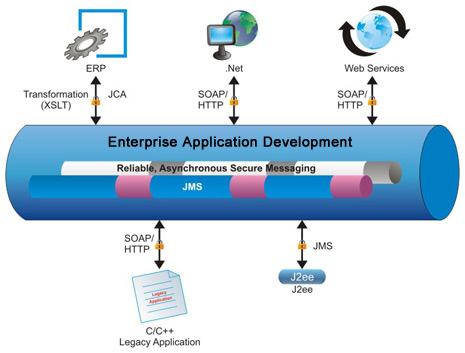 ERP
.Net
Web Services
Transformation
(XSLT)
JCA
SOAP/
HTTP
SOAP/
HTTP
Enterprise Application Development
Reliable, Asynchronous Secure Messaging
JMS
SOAP/
HTTP
JMS
Legacy
Application
J2ee
J2ee
C/C++
Legacy Application